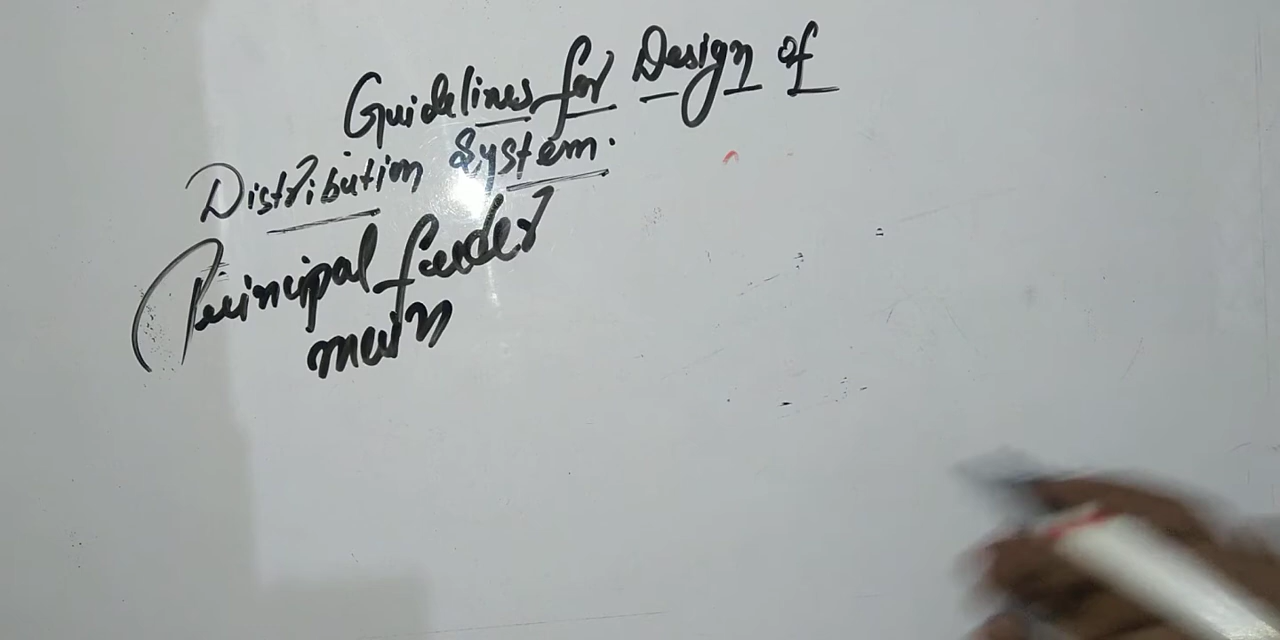 Guidelines for Design of
Distribution System.
Principal feeder
main